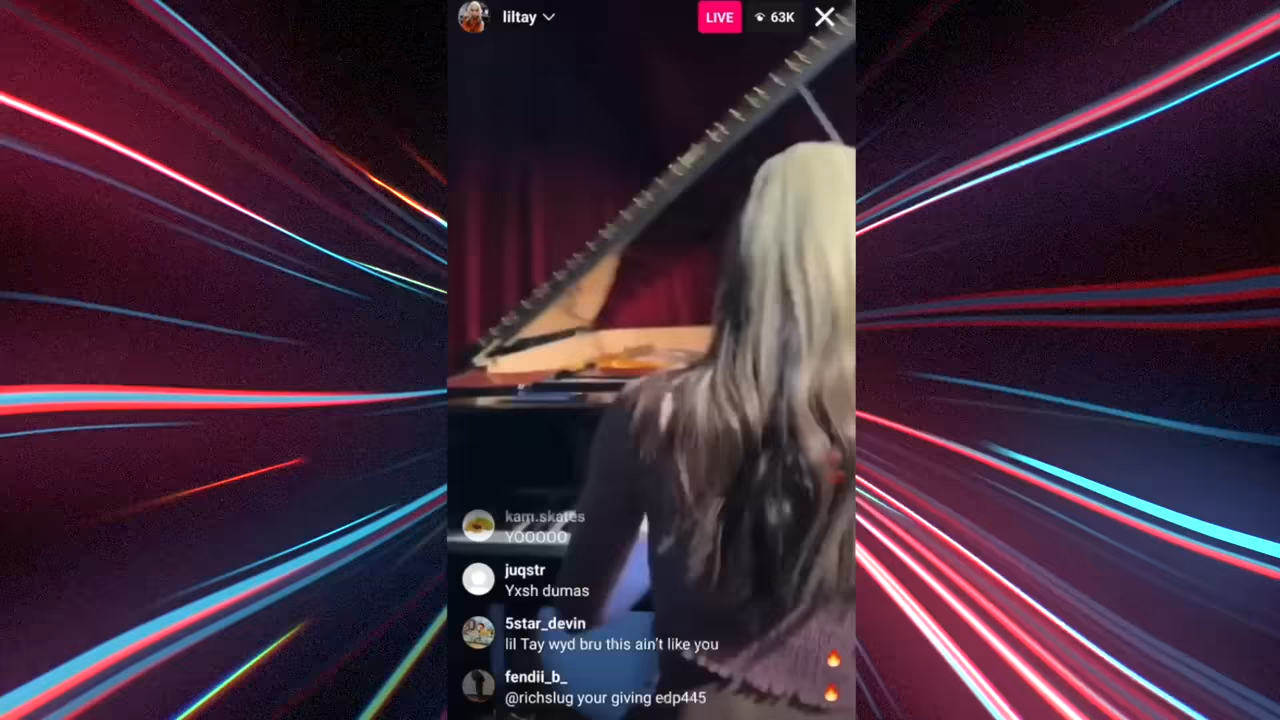 liltay
LIVE
63K
kam.skates
YOOOOO
juqstr
Yxsh dumas
5star_devin
lil Tay wyd bru this ain't like you
fendii_b_
@richslug your giving edp445